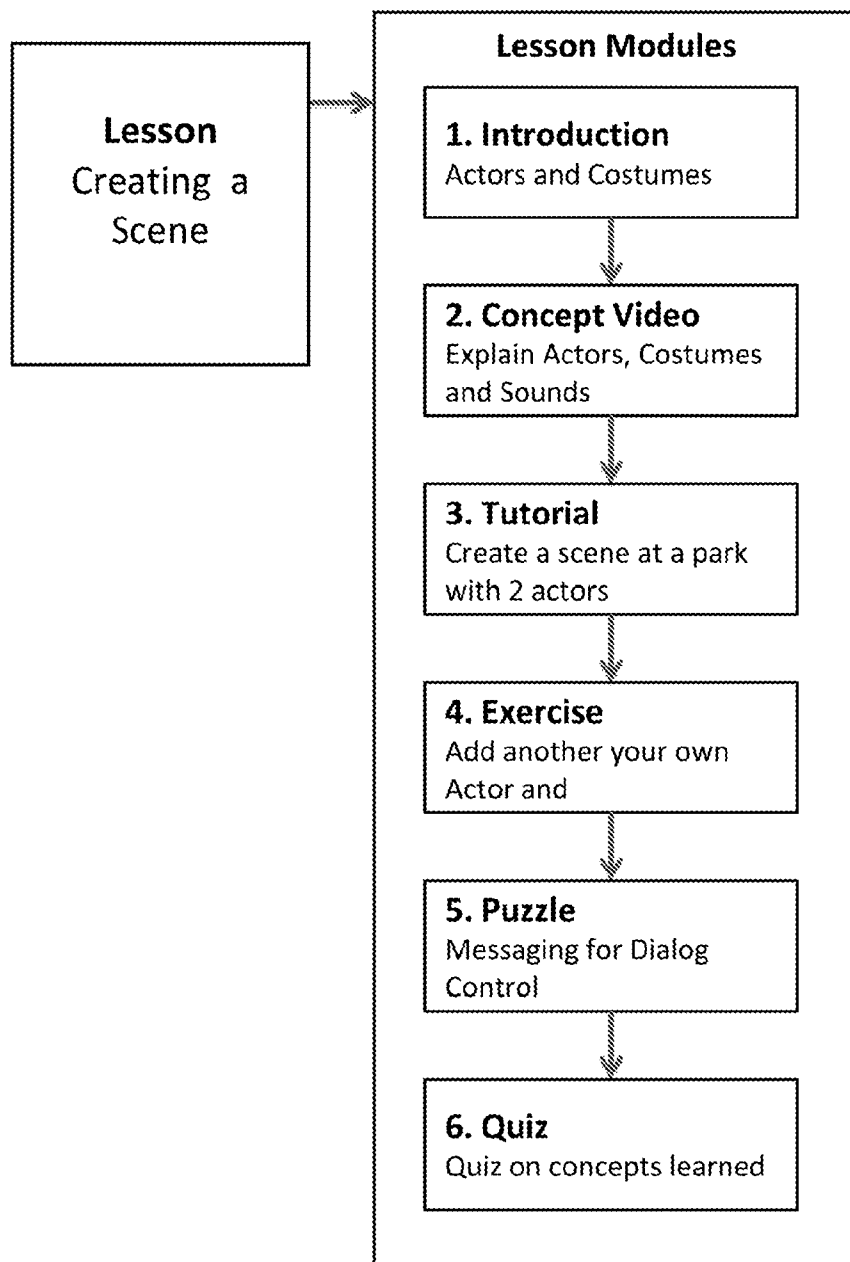 Lesson
Creating a
Scene
Lesson Modules
1. Introduction
Actors and Costumes
2. Concept Video
Explain Actors, Costumes
and Sounds
3. Tutorial
Create a scene at a park
with 2 actors
4. Exercise
Add another your own
Actor and
5. Puzzle
Messaging for Dialog
Control
6. Quiz
Quiz on concepts learned